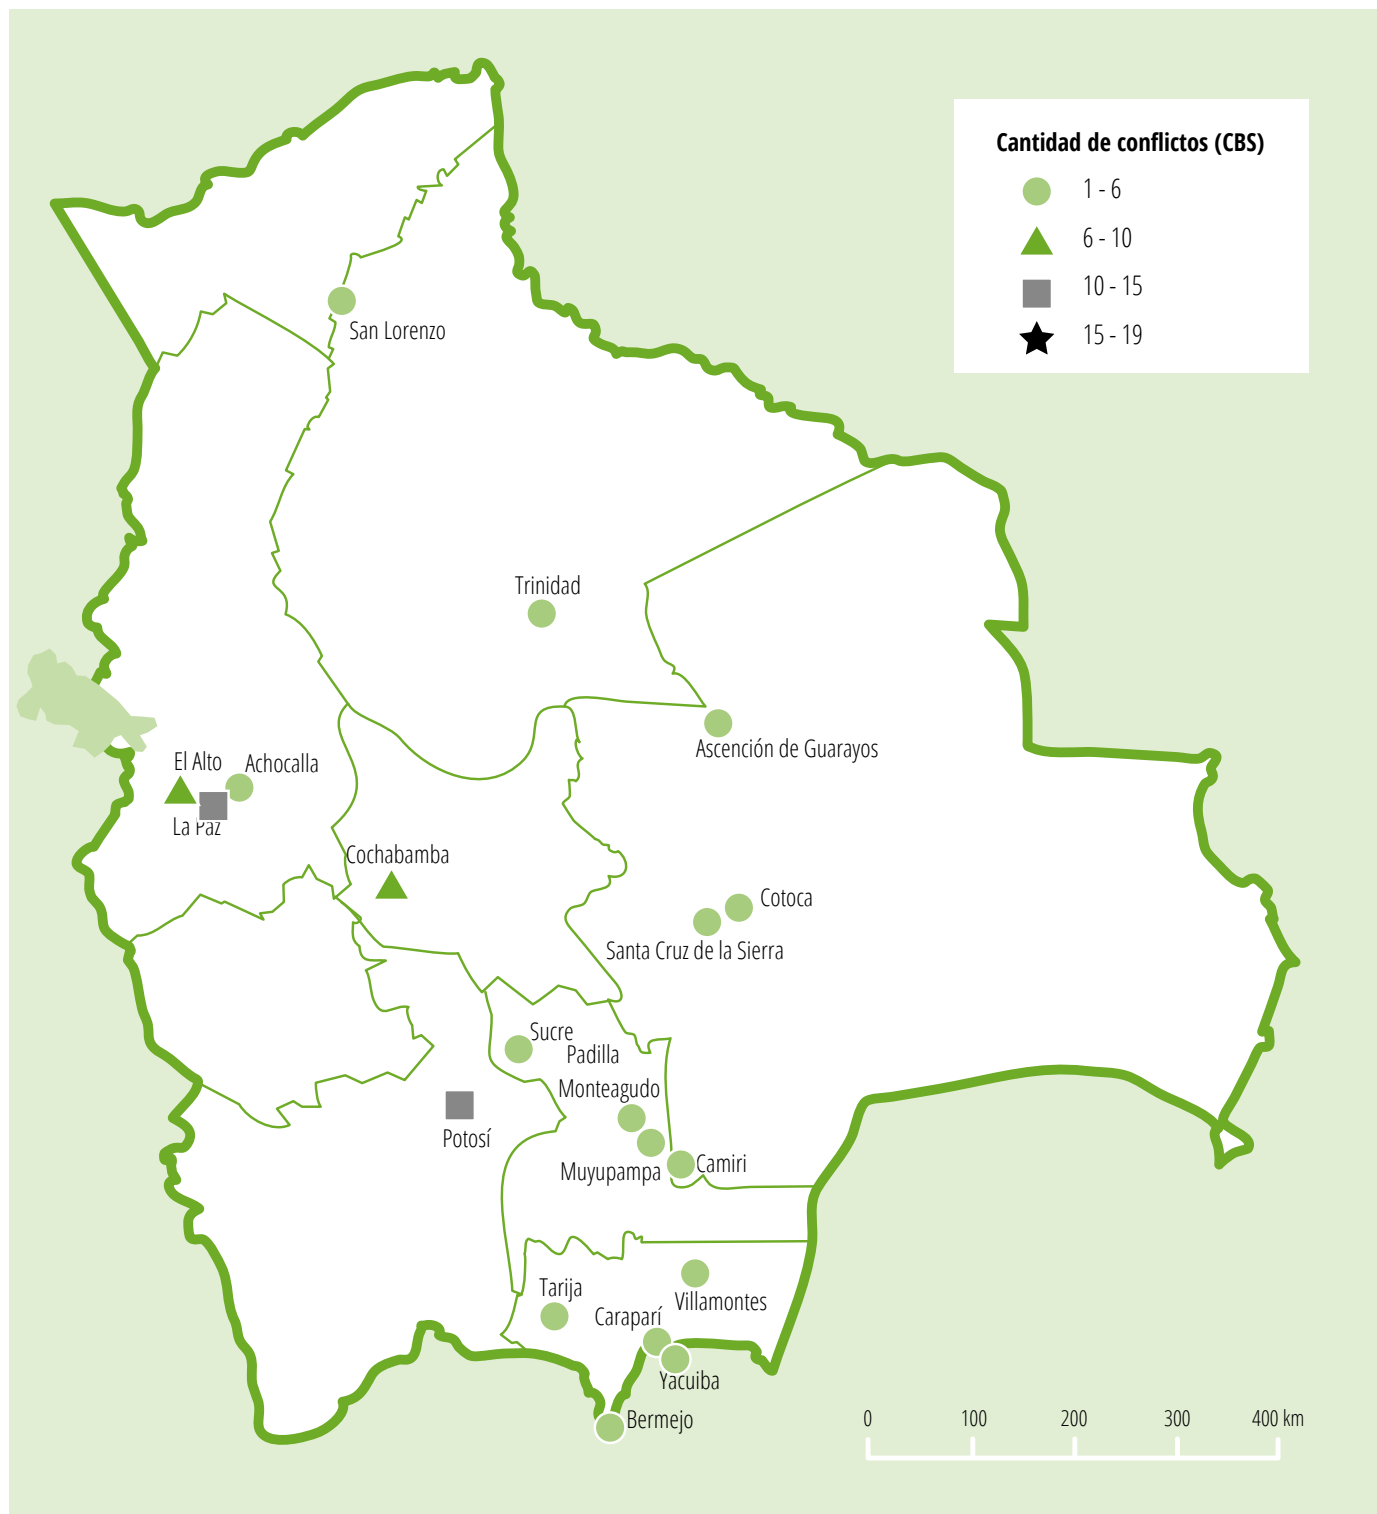 Cantidad de conflictos (CBS)
1 - 6
6 - 10
10 - 15
15 - 19
San Lorenzo
Trinidad
Ascención de Guarayos
El Alto
Achocalla
La Paz
Cochabamba
Cotoca
Santa Cruz de la Sierra
Sucre
Padilla
Monteagudo
Potosí
Muyupampa
Camiri
Tarija
Villamontes
Caraparí
Yacuiba
Bermejo
0 100 200 300 400 km